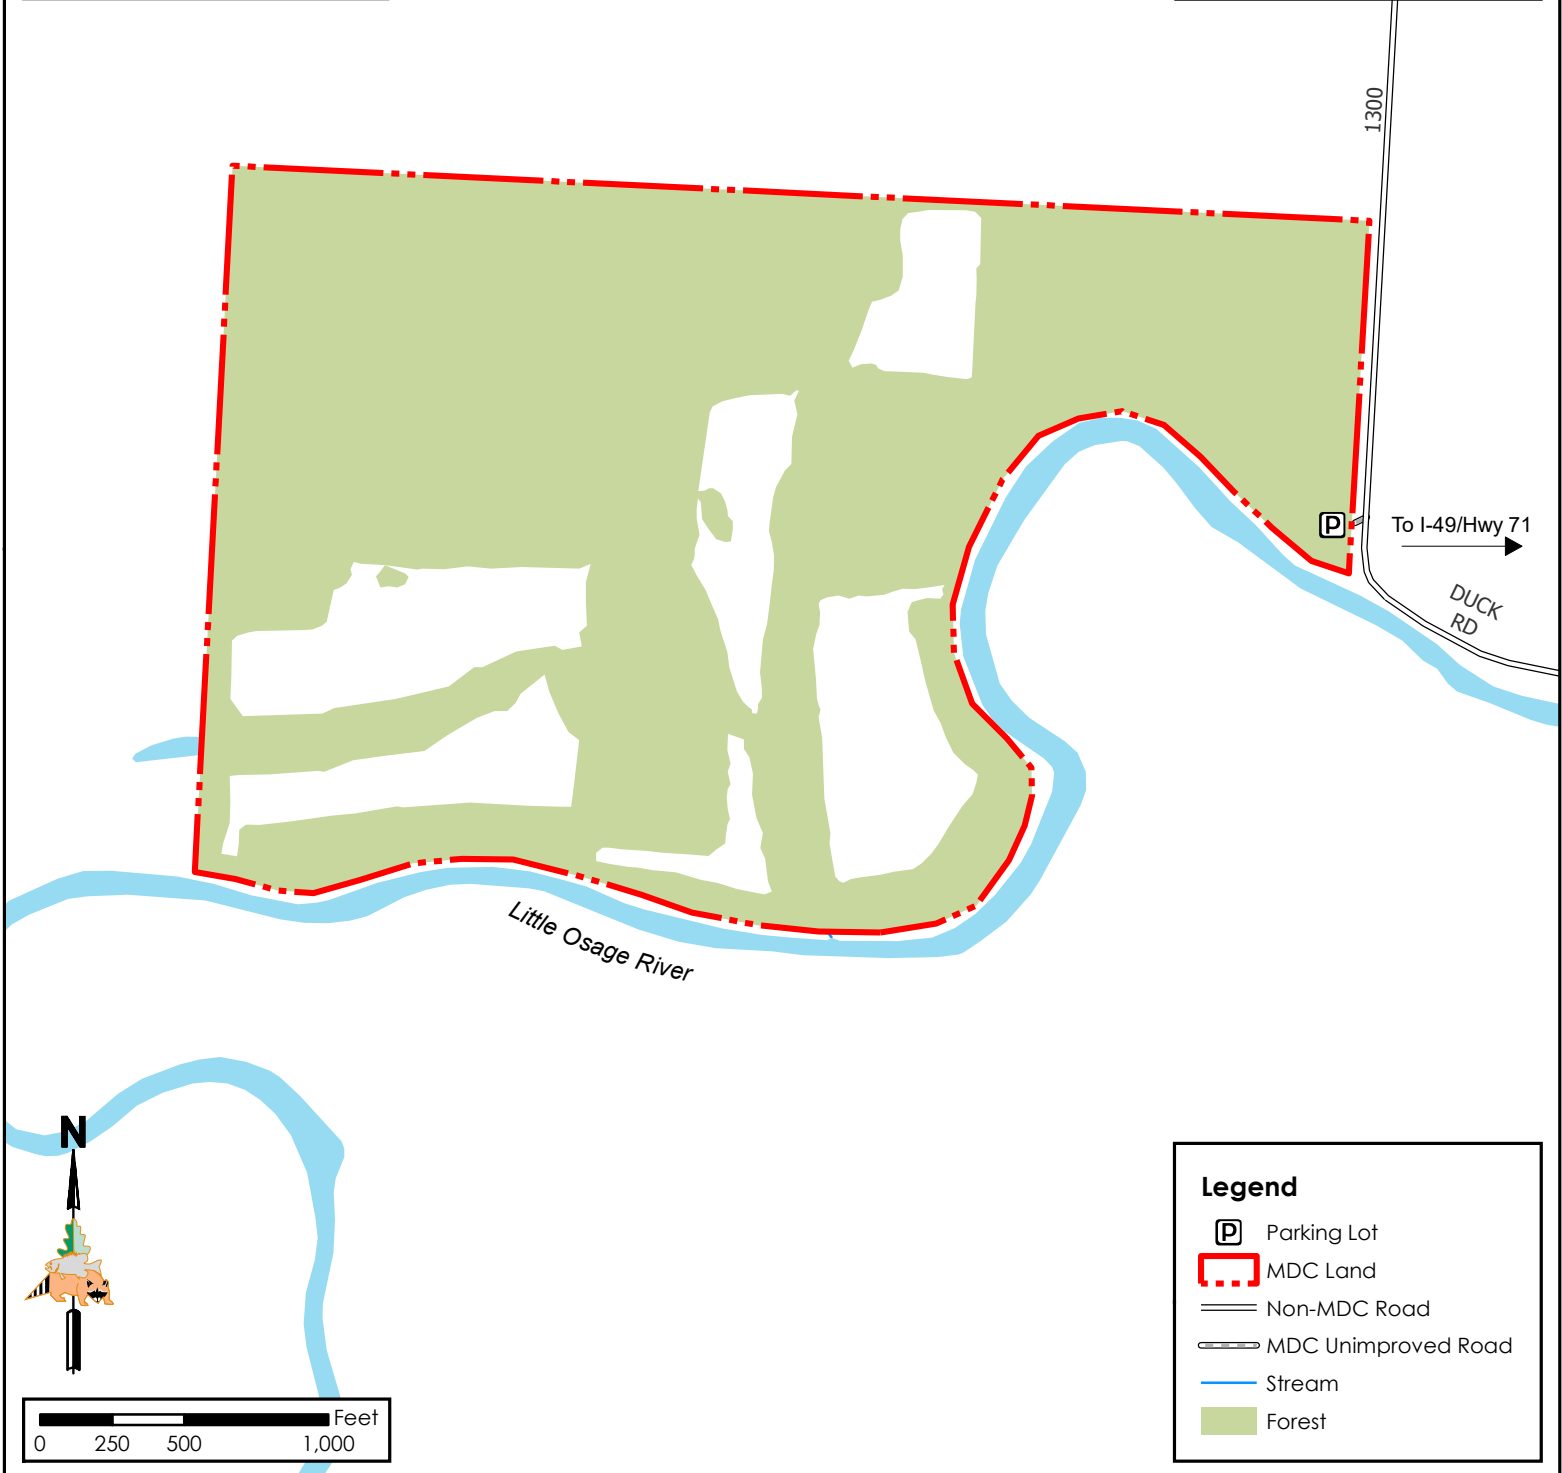 1300
P
To I-49/Hwy 71
DUCK
RD
Little Osage River
N
Legend
P Parking Lot
MDC Land
Non-MDC Road
MDC Unimproved Road
Stream
Forest
Feet
0 250 500 1,000